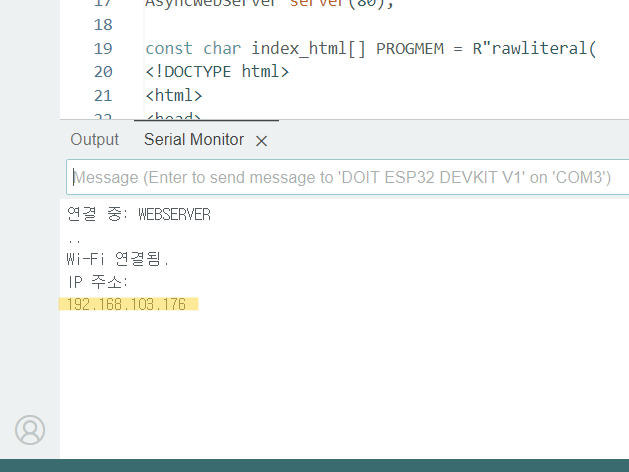 17 AsyncWebServer server(80);
18
19 const char index_html[] PROGMEM = R"rawliteral(
20 <!DOCTYPE html>
21 <html>
22 <head>
Output Serial Monitor ×
Message (Enter to send message to 'DOIT ESP32 DEVKIT V1' on 'COM3')
연결 중: WEBSERVER
..
Wi-Fi 연결됨.
IP 주소:
192.168.103.176